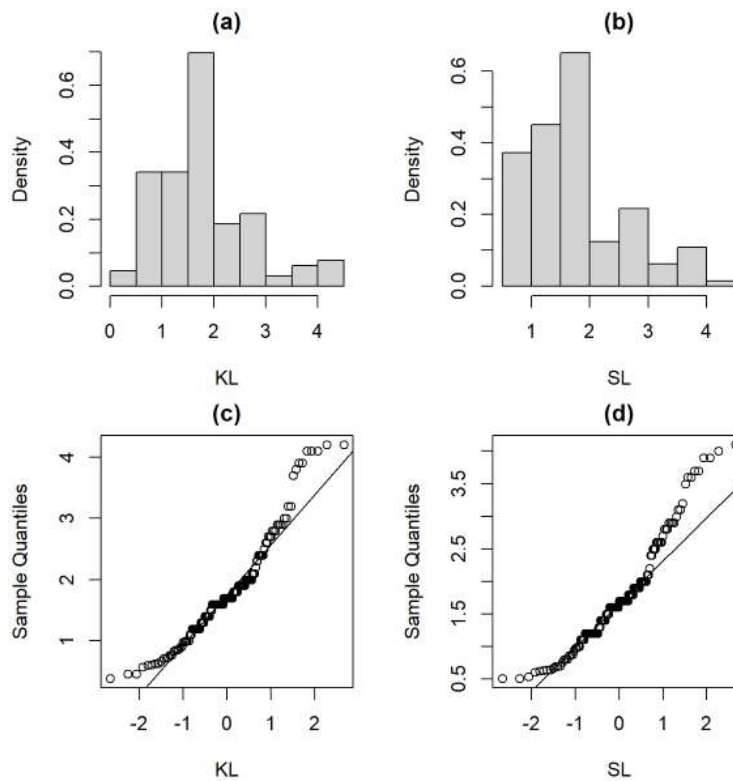 (a)
(b)
Density
0.0 0.2 0.6
0 1 2 3 4
KL
Density
0.0 0.2 0.4 0.6
1 2 3 4
SL
(c)
(d)
Sample Quantiles
1 2 3 4
-2 -1 0 1 2
KL
Sample Quantiles
0.5 1.5 2.5 3.5
-2 -1 0 1 2
SL